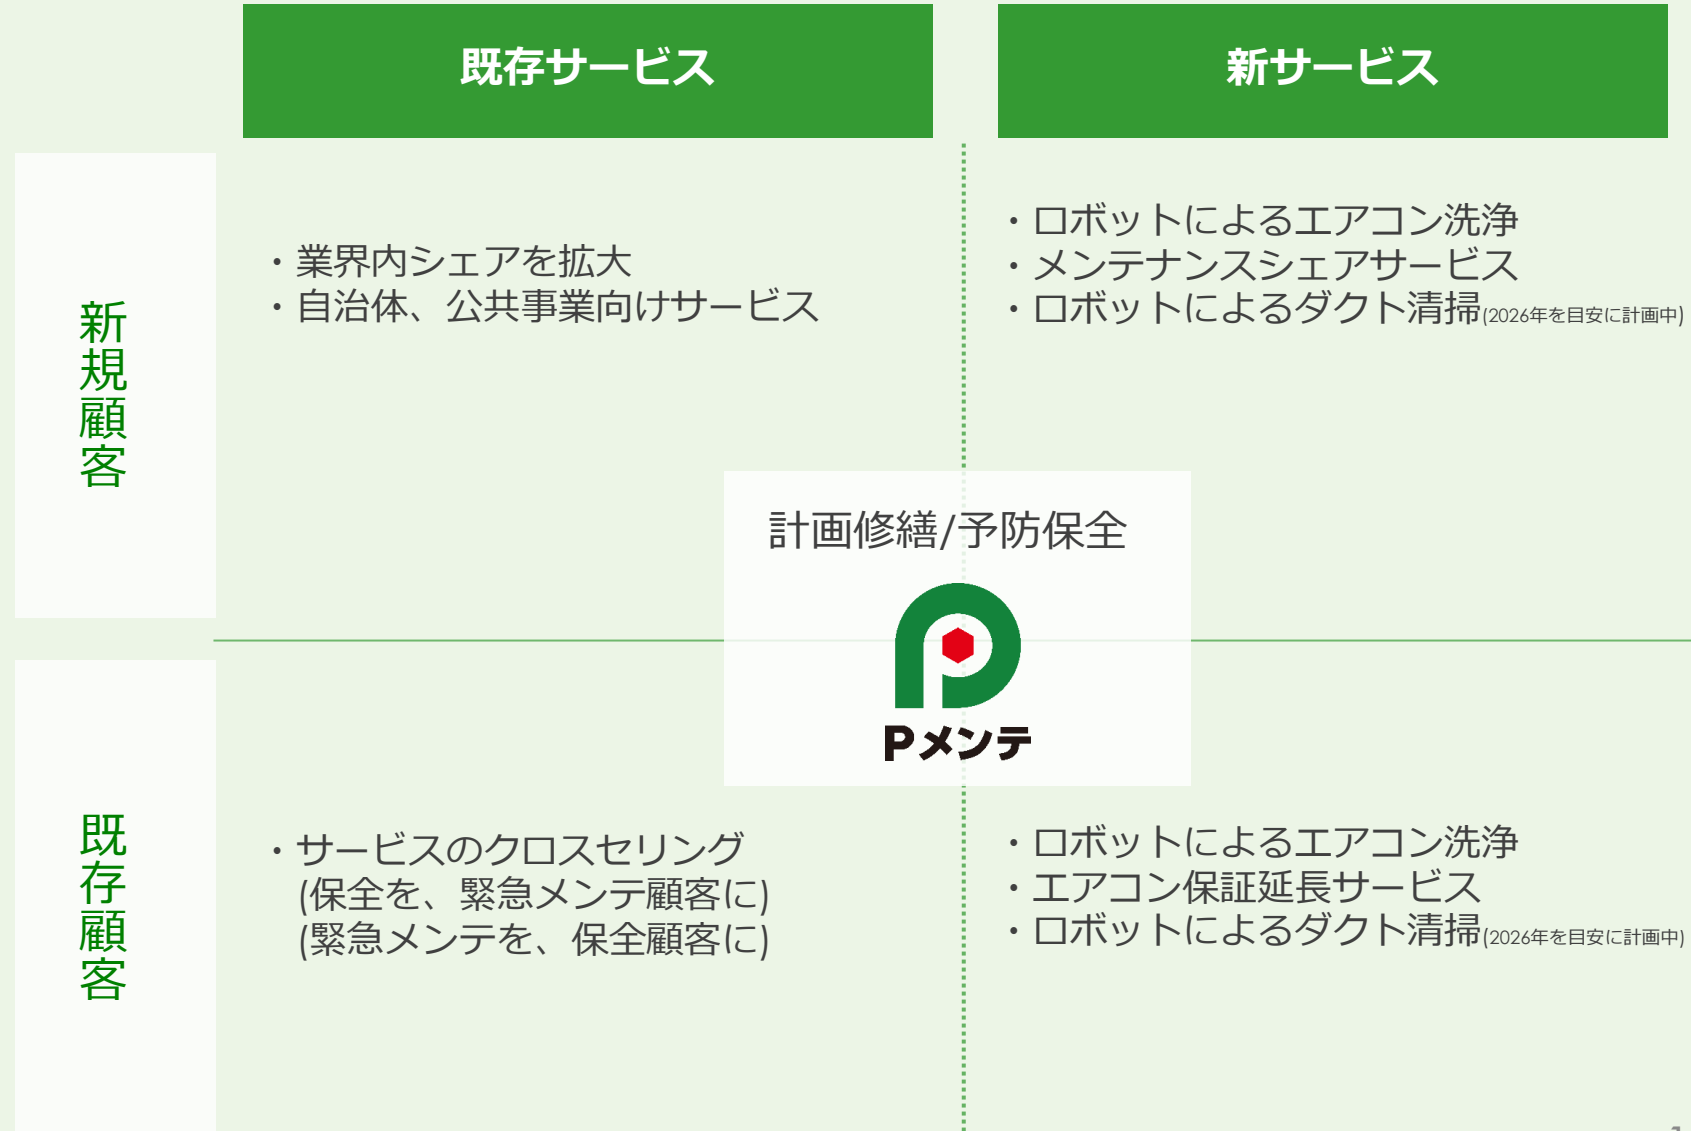 既存サービス
新サービス
新規顧客
・業界内シェアを拡大
・自治体、公共事業向けサービス
・ロボットによるエアコン洗浄
・メンテナンスシェアサービス
・ロボットによるダクト清掃(2026年を目安に計画中)
計画修繕/予防保全
Pメンテ
既存顧客
・サービスのクロスセリング
(保全を、緊急メンテ顧客に)
(緊急メンテを、保全顧客に)
・ロボットによるエアコン洗浄
・エアコン保証延長サービス
・ロボットによるダクト清掃(2026年を目安に計画中)